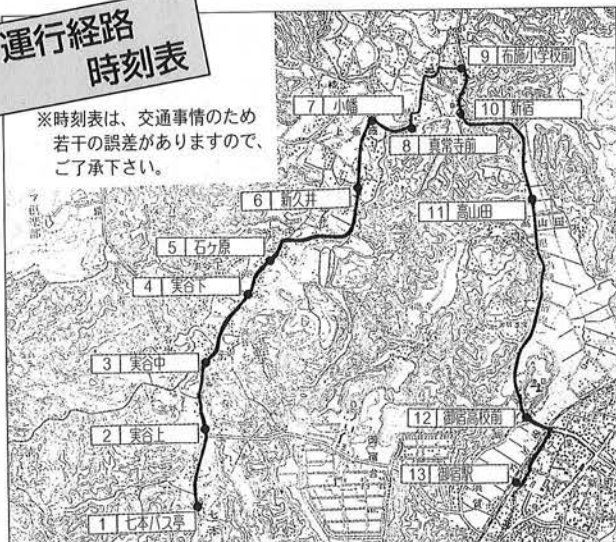 運行経路
時刻表
※時刻表は、交通事情のため
若干の誤差がありますので、
ご了承下さい。
9 布施小学校前
7 小幡
10 新宿
8 真常寺前
6 新久井
11 高山田
5 石ケ原
4 実谷下
3 実谷中
12 御宿高校前
2 実谷上
13 御宿駅
御宿台
1 七本バス亭